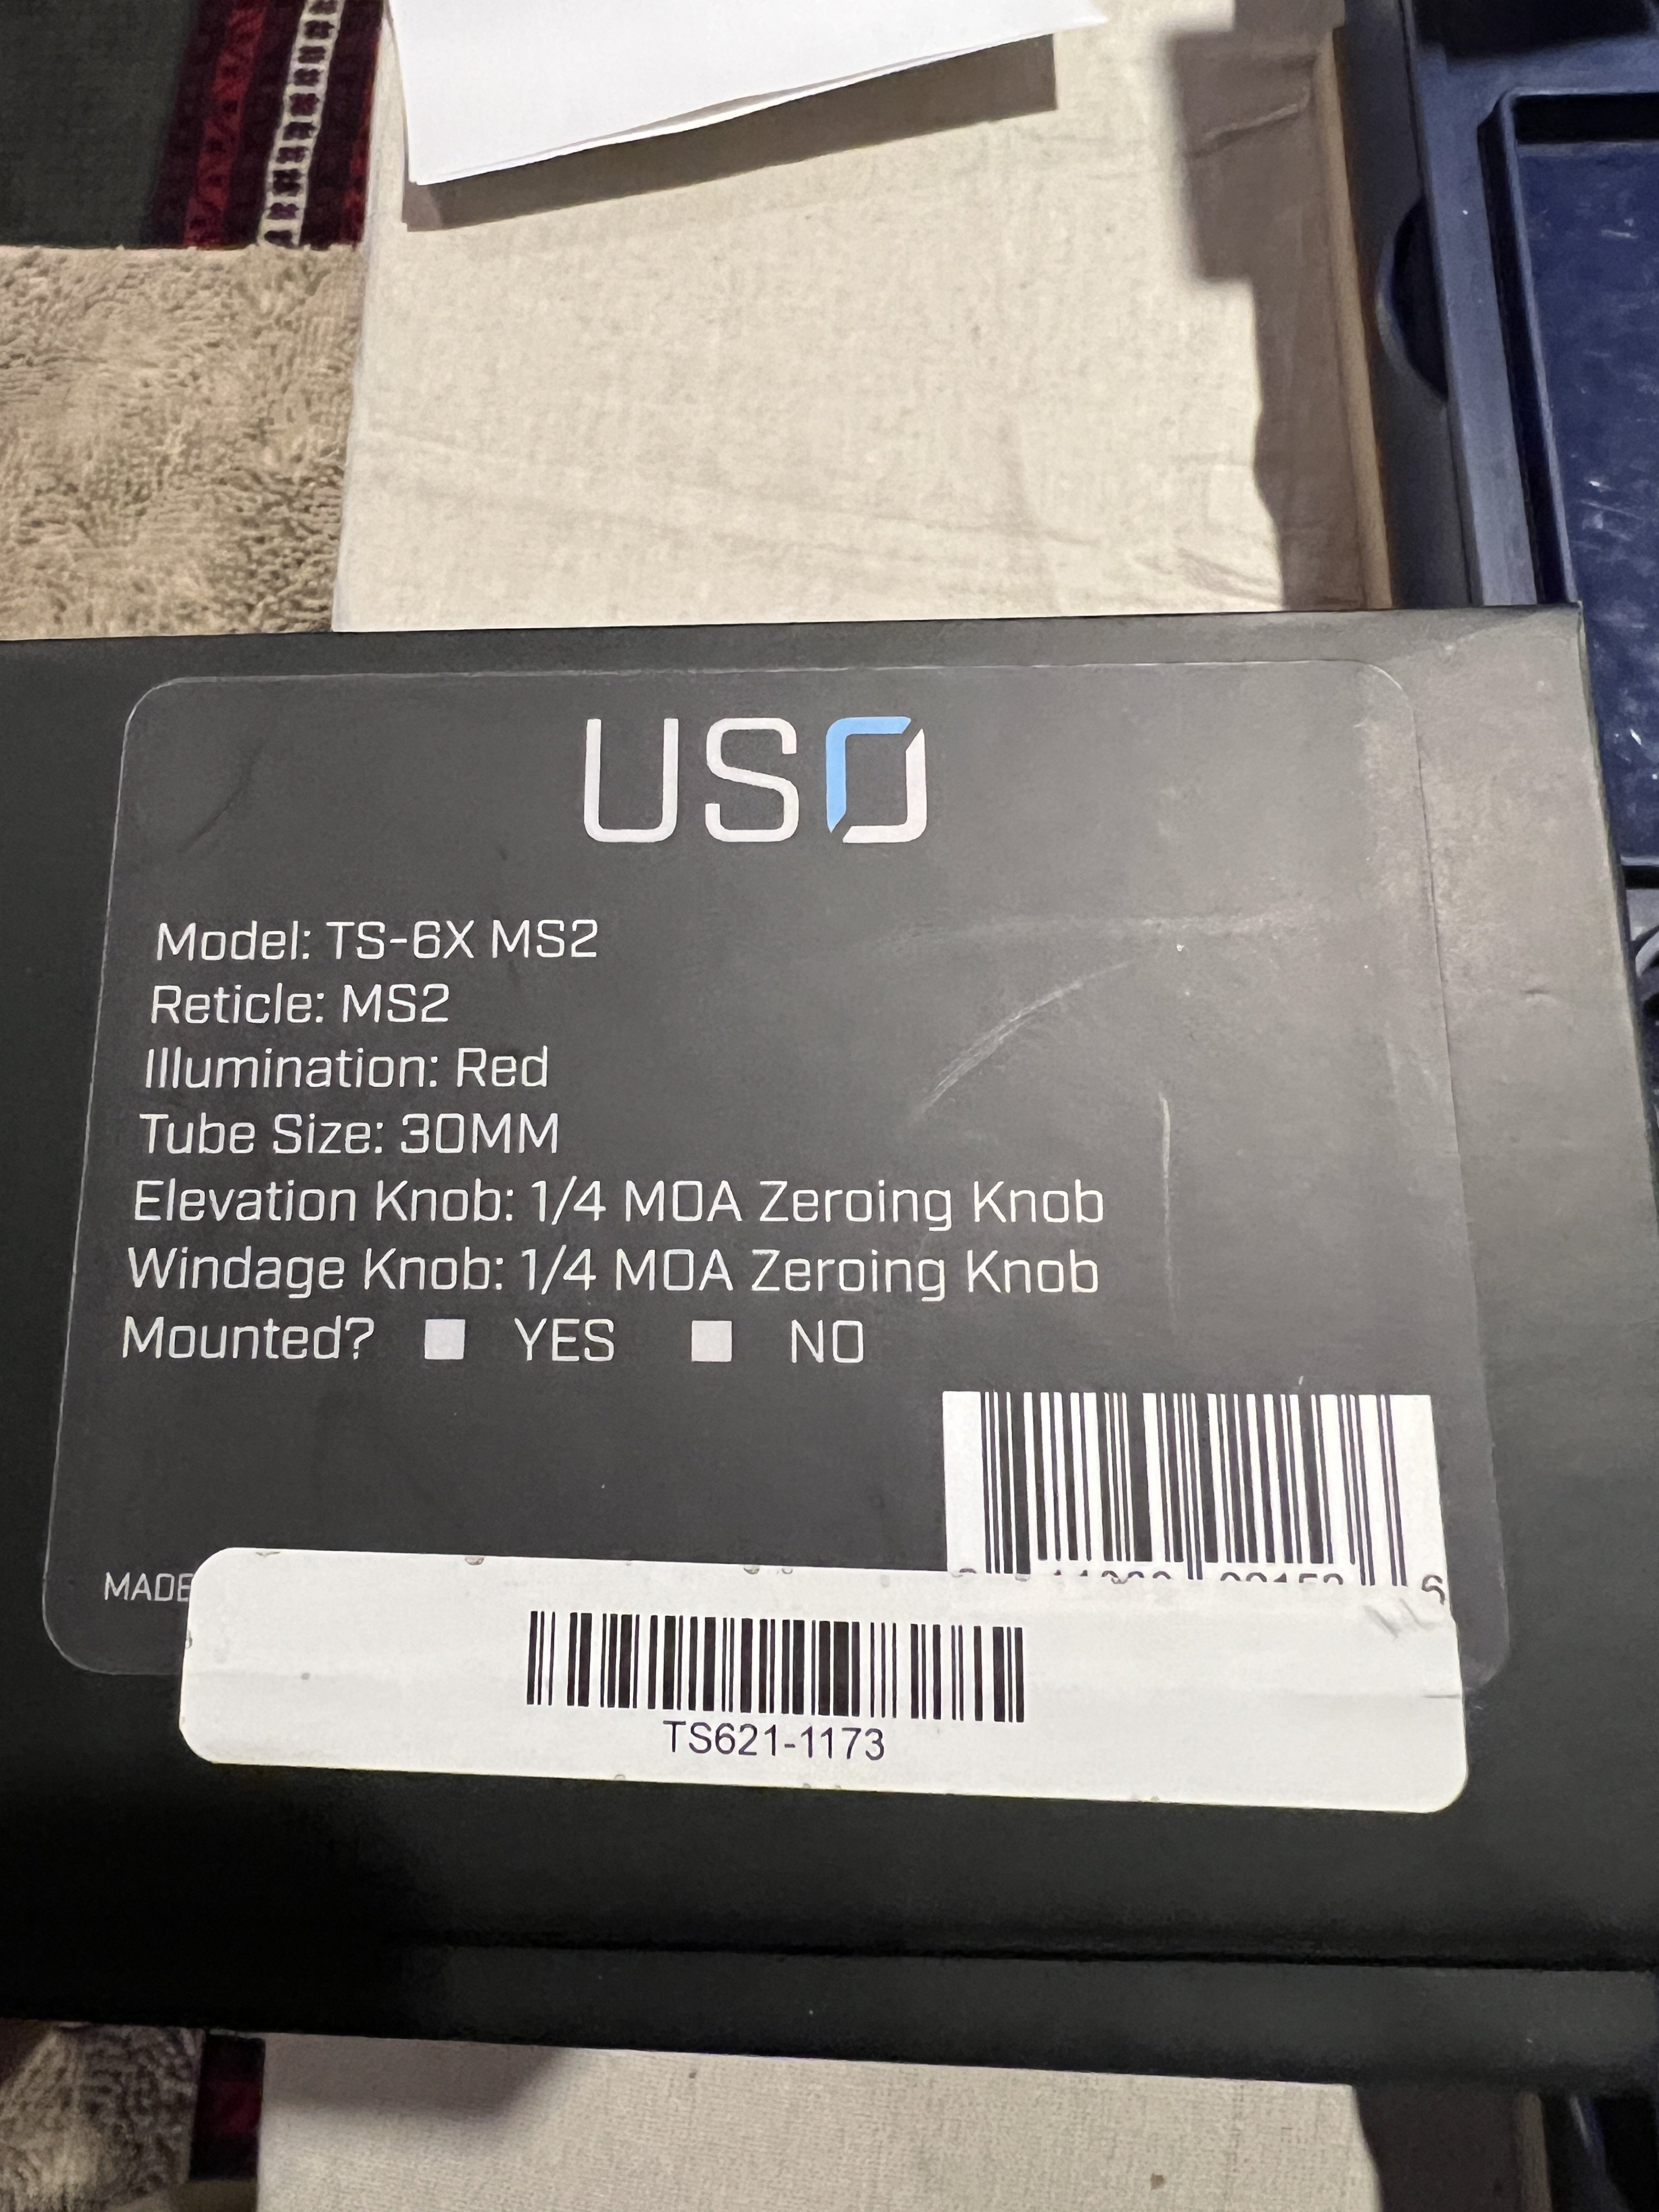 USO
Model: TS-6X MS2
Reticle: MS2
Illumination: Red
Tube Size: 30MM
Elevation Knob: 1/4 MOA Zeroing Knob
Windage Knob: 1/4 MOA Zeroing Knob
Mounted? YES NO
MADE
TS621-1173